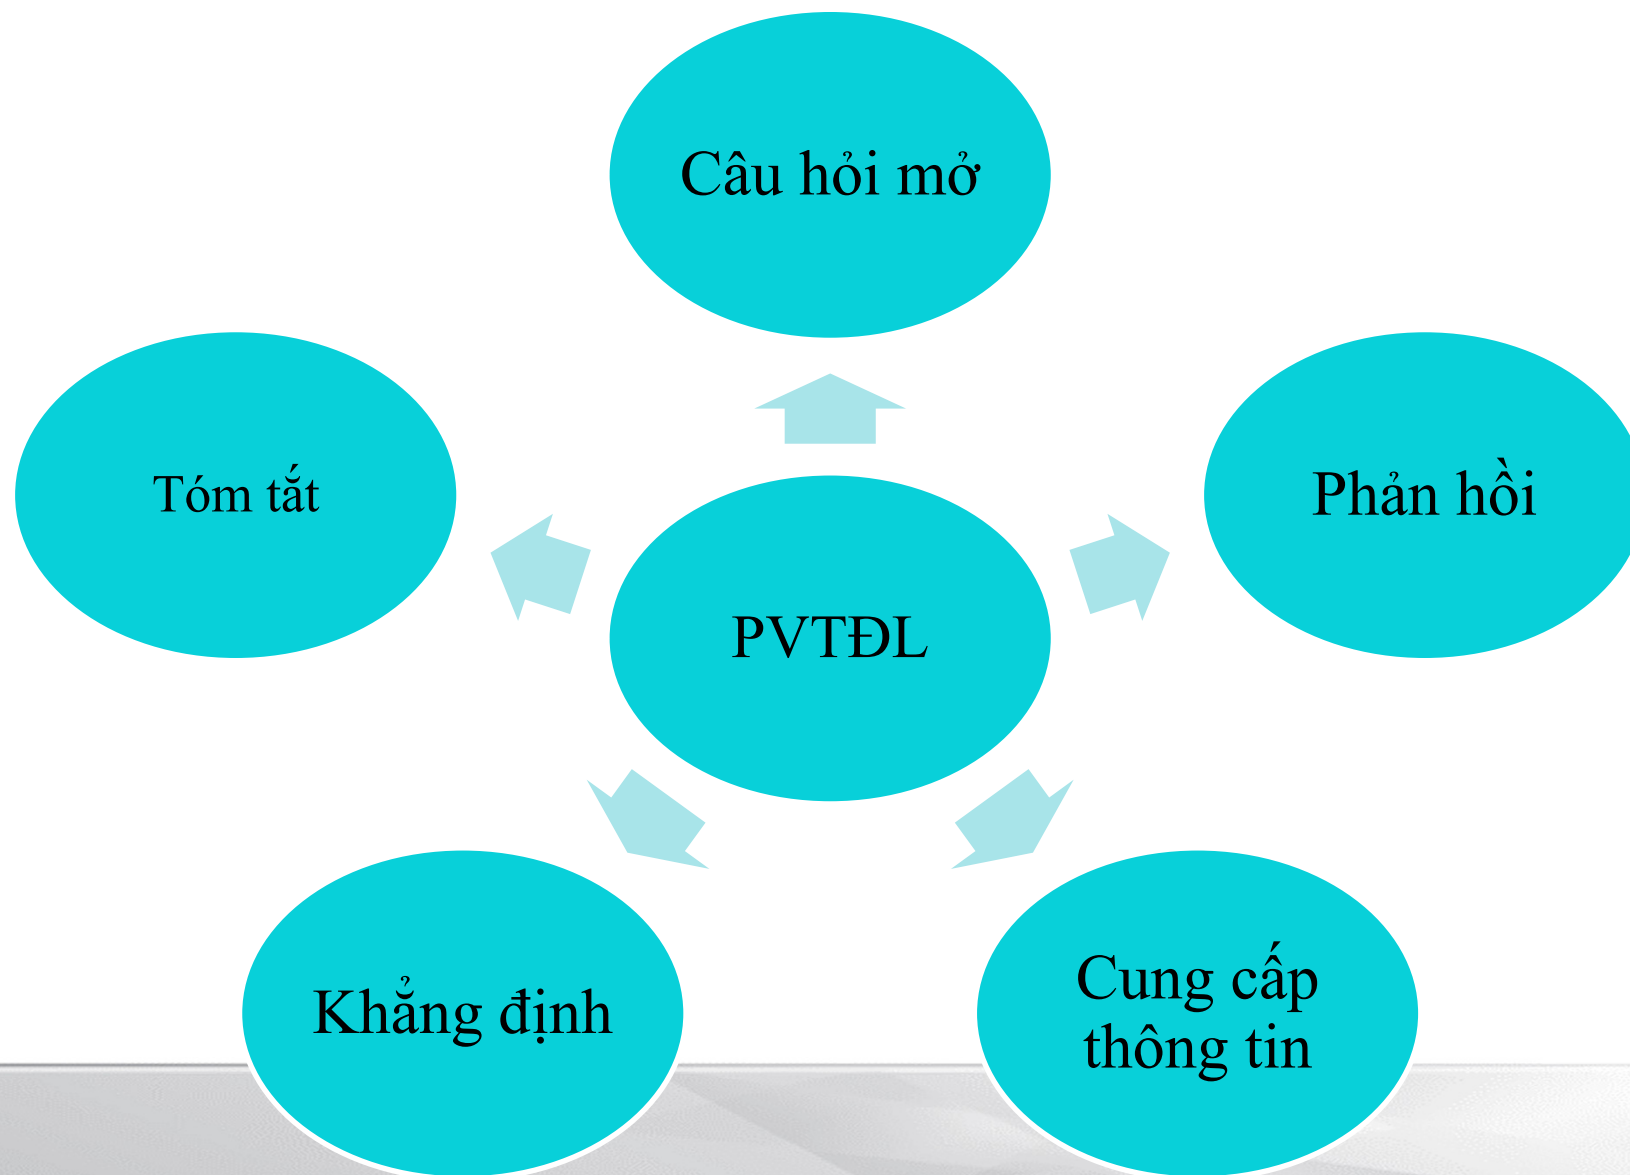 Câu hỏi mở
Tóm tắt
Phản hồi
PVTĐL
Khẳng định
Cung cấp
thông tin